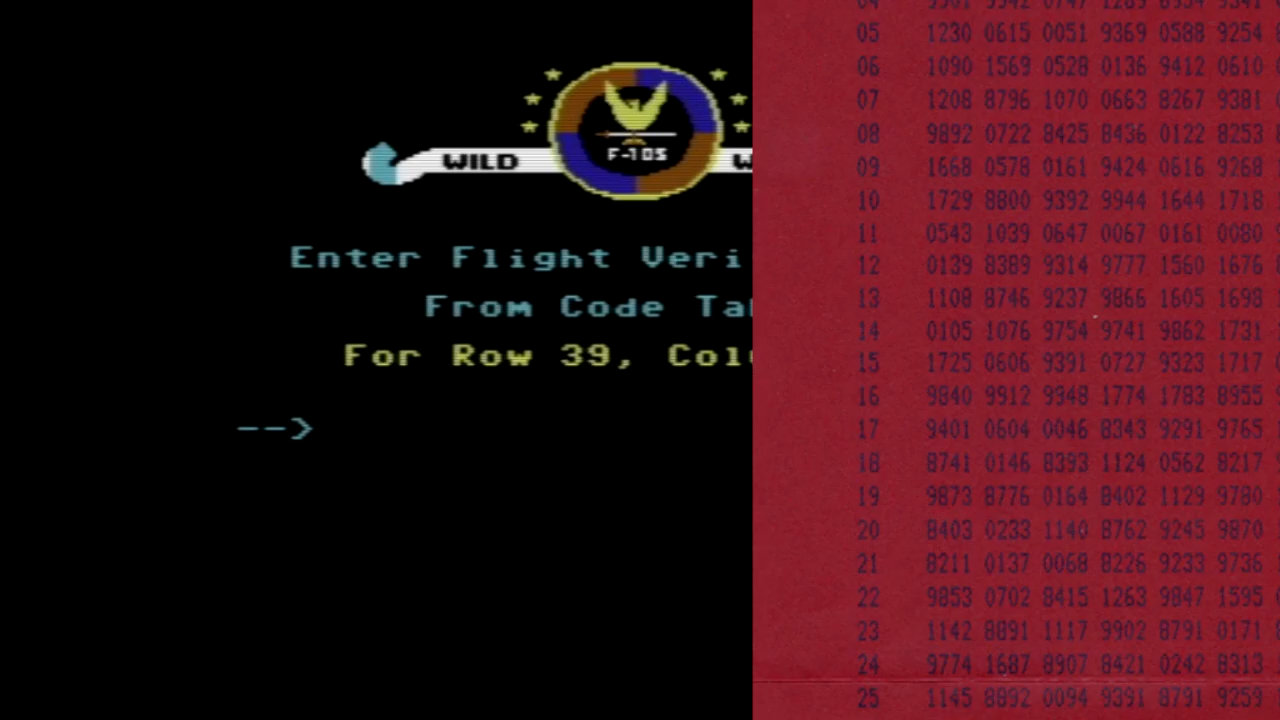 F-105
WILD W
Enter Flight Veri
From Code Ta
For Row 39, Col
-->
04
05 1230 0615 0051 9369 0588 9254
06 1090 1569 0528 0136 9412 0610
07 1208 8796 1070 0663 8267 9381
08 9892 0722 8425 8436 0122 8253
09 1668 0578 0161 9424 0616 9268
10 1729 8800 9392 9944 1644 1718
11 0543 1039 0647 0067 0161 0080
12 0139 8389 9314 9777 1560 1676
13 1108 8746 9237 9866 1605 1698
14 0105 1076 9754 9741 9862 1731
15 1725 0606 9391 0727 9323 1717
16 9840 9912 9948 1774 1783 8955
17 9401 0604 0046 8343 9291 9765
18 8741 0146 8393 1124 0562 8217
19 9873 8776 0164 8402 1129 9780
20 8403 0233 1140 8762 9245 9870
21 8211 0137 0068 8226 9233 9736
22 9853 0702 8415 1263 9847 1595
23 1142 8891 1117 9902 8791 0171
24 9774 1687 8907 8421 0242 8313
25 1145 8892 0094 9391 8791 9259